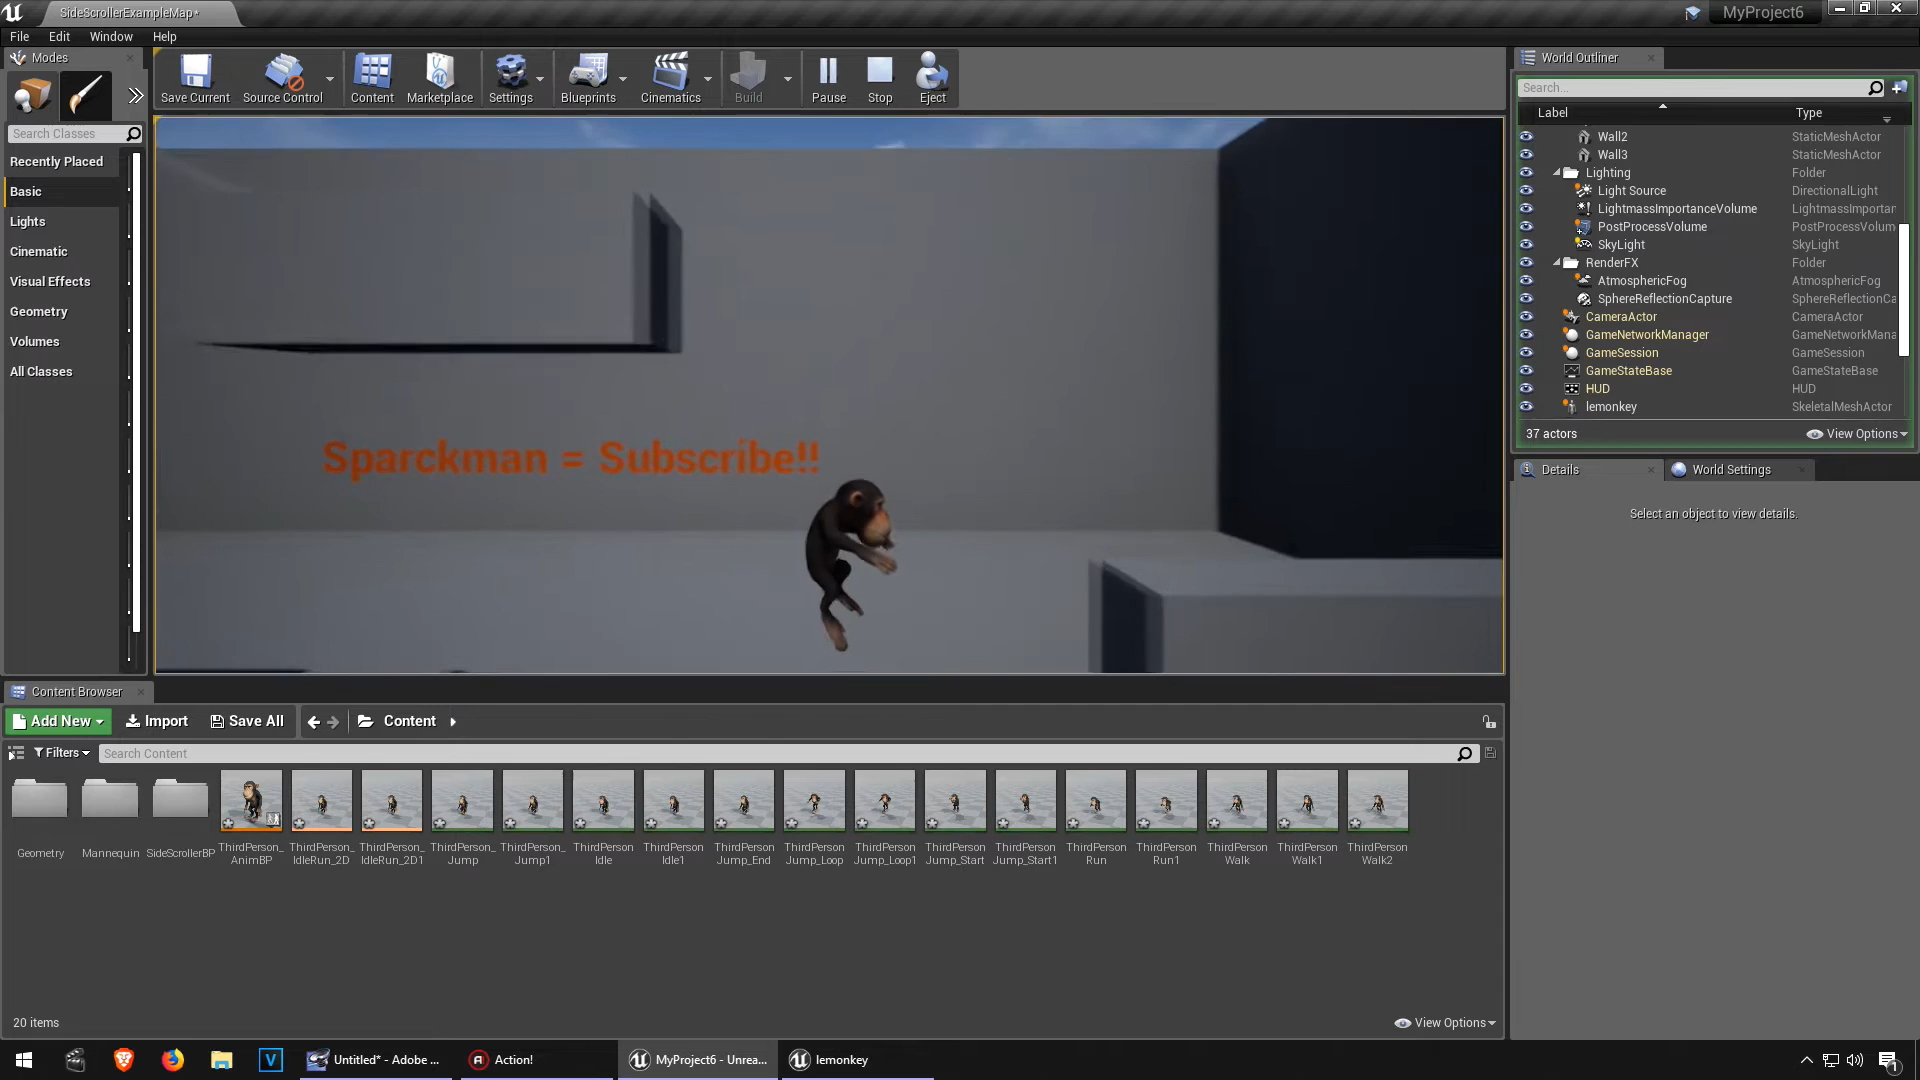 SideScrollerExampleMap*
MyProject6
File
Edit
Window
Help
Modes
Search Classes
Recently Placed
Basic
Lights
Cinematic
Visual Effects
Geometry
Volumes
All Classes
Save Current
Source Control
Content
Marketplace
Settings
Blueprints
Cinematics
Build
Pause
Stop
Eject
Sparckman = Subscribe!!
World Outliner
Search...
Label
Type
Wall2
StaticMeshActor
Wall3
StaticMeshActor
Lighting
Folder
Light Source
DirectionalLight
LightmassImportanceVolume
LightmassImportan
PostProcessVolume
PostProcessVolum
SkyLight
SkyLight
RenderFX
Folder
AtmosphericFog
AtmosphericFog
SphereReflectionCapture
SphereReflectionCa
CameraActor
CameraActor
GameNetworkManager
GameNetworkMana
GameSession
GameSession
GameStateBase
GameStateBase
HUD
HUD
lemonkey
SkeletalMeshActor
37 actors
View Options
Details
World Settings
Select an object to view details.
Content Browser
Add New
Import
Save All
Content
Filters
Search Content
Geometry
Mannequin
SideScrollerBP
ThirdPerson_
AnimBP
ThirdPerson_
IdleRun_2D
ThirdPerson_
IdleRun_2D1
ThirdPerson_
Jump
ThirdPerson_
Jump1
ThirdPerson
Idle
ThirdPerson
Idle1
ThirdPerson
Jump_End
ThirdPerson
Jump_Loop
ThirdPerson
Jump_Loop1
ThirdPerson
Jump_Start
ThirdPerson
Jump_Start1
ThirdPerson
Run
ThirdPerson
Run1
ThirdPerson
Walk
ThirdPerson
Walk1
ThirdPerson
Walk2
20 items
View Options
Untitled* - Adobe ...
Action!
MyProject6 - Unrea...
lemonkey
1